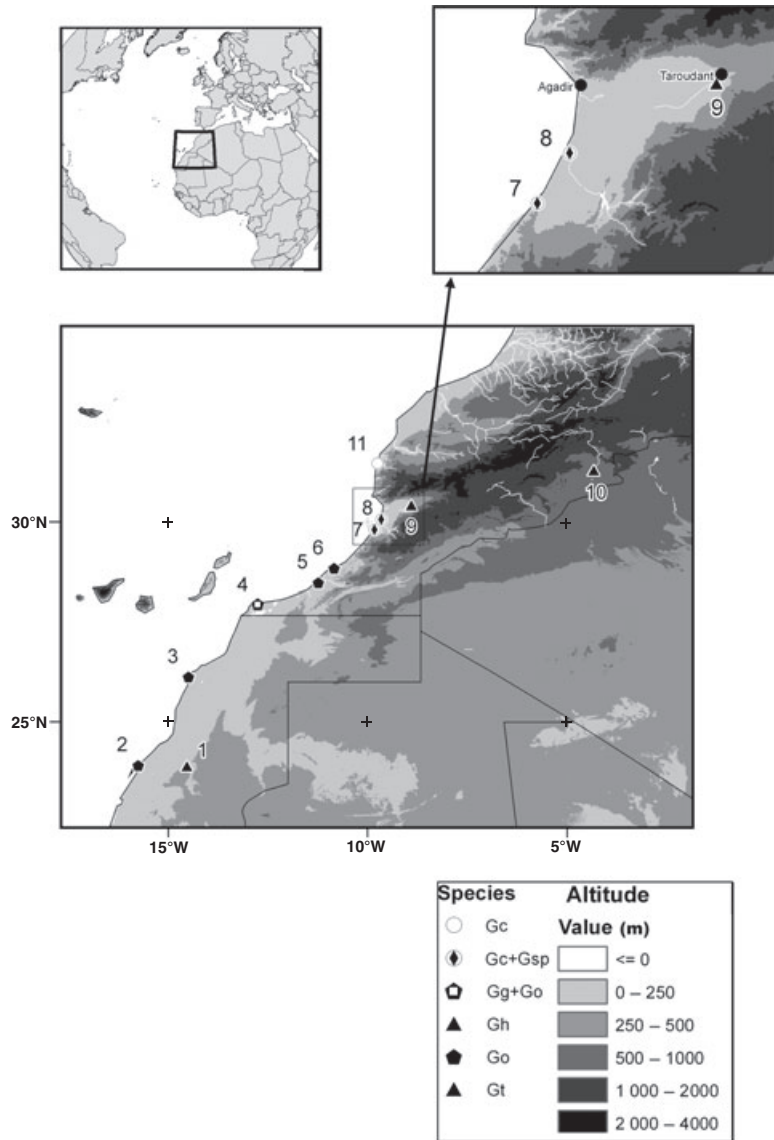 Agadir
Taroudant
9
8
7
11
8
9
10
7
30°N
6
5
4
3
25°N
2
1
15°W
10°W
5°W
Species Altitude
Gc Value (m)
Gc+Gsp <= 0
Gg+Go 0 – 250
Gh 250 – 500
Go 500 – 1000
Gt 1 000 – 2000
2 000 – 4000